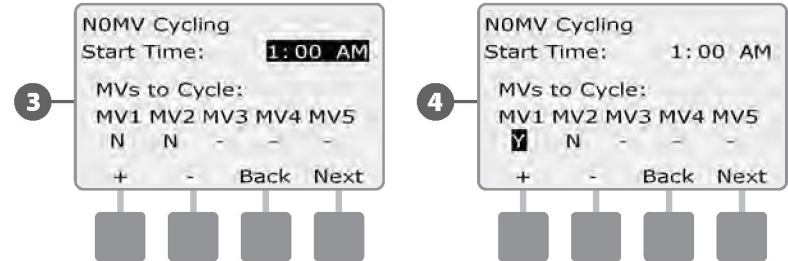 3
N0MV Cycling
Start Time: 1:00 AM
MVs to Cycle:
MV1 MV2 MV3 MV4 MV5
N N - - -
+ - Back Next
4
N0MV Cycling
Start Time: 1:00 AM
MVs to Cycle:
MV1 MV2 MV3 MV4 MV5
Y N - - -
+ - Back Next